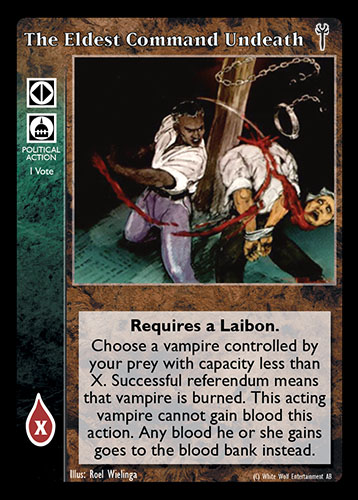 The Eldest Command Undeath
POLITICAL
ACTION
1 Vote
Requires a Laibon.
Choose a vampire controlled by
your prey with capacity less than
X. Successful referendum means
that vampire is burned. This acting
vampire cannot gain blood this
action. Any blood he or she gains
goes to the blood bank instead.
X
Illus: Roel Wielinga
(C) White Wolf Entertainment AB